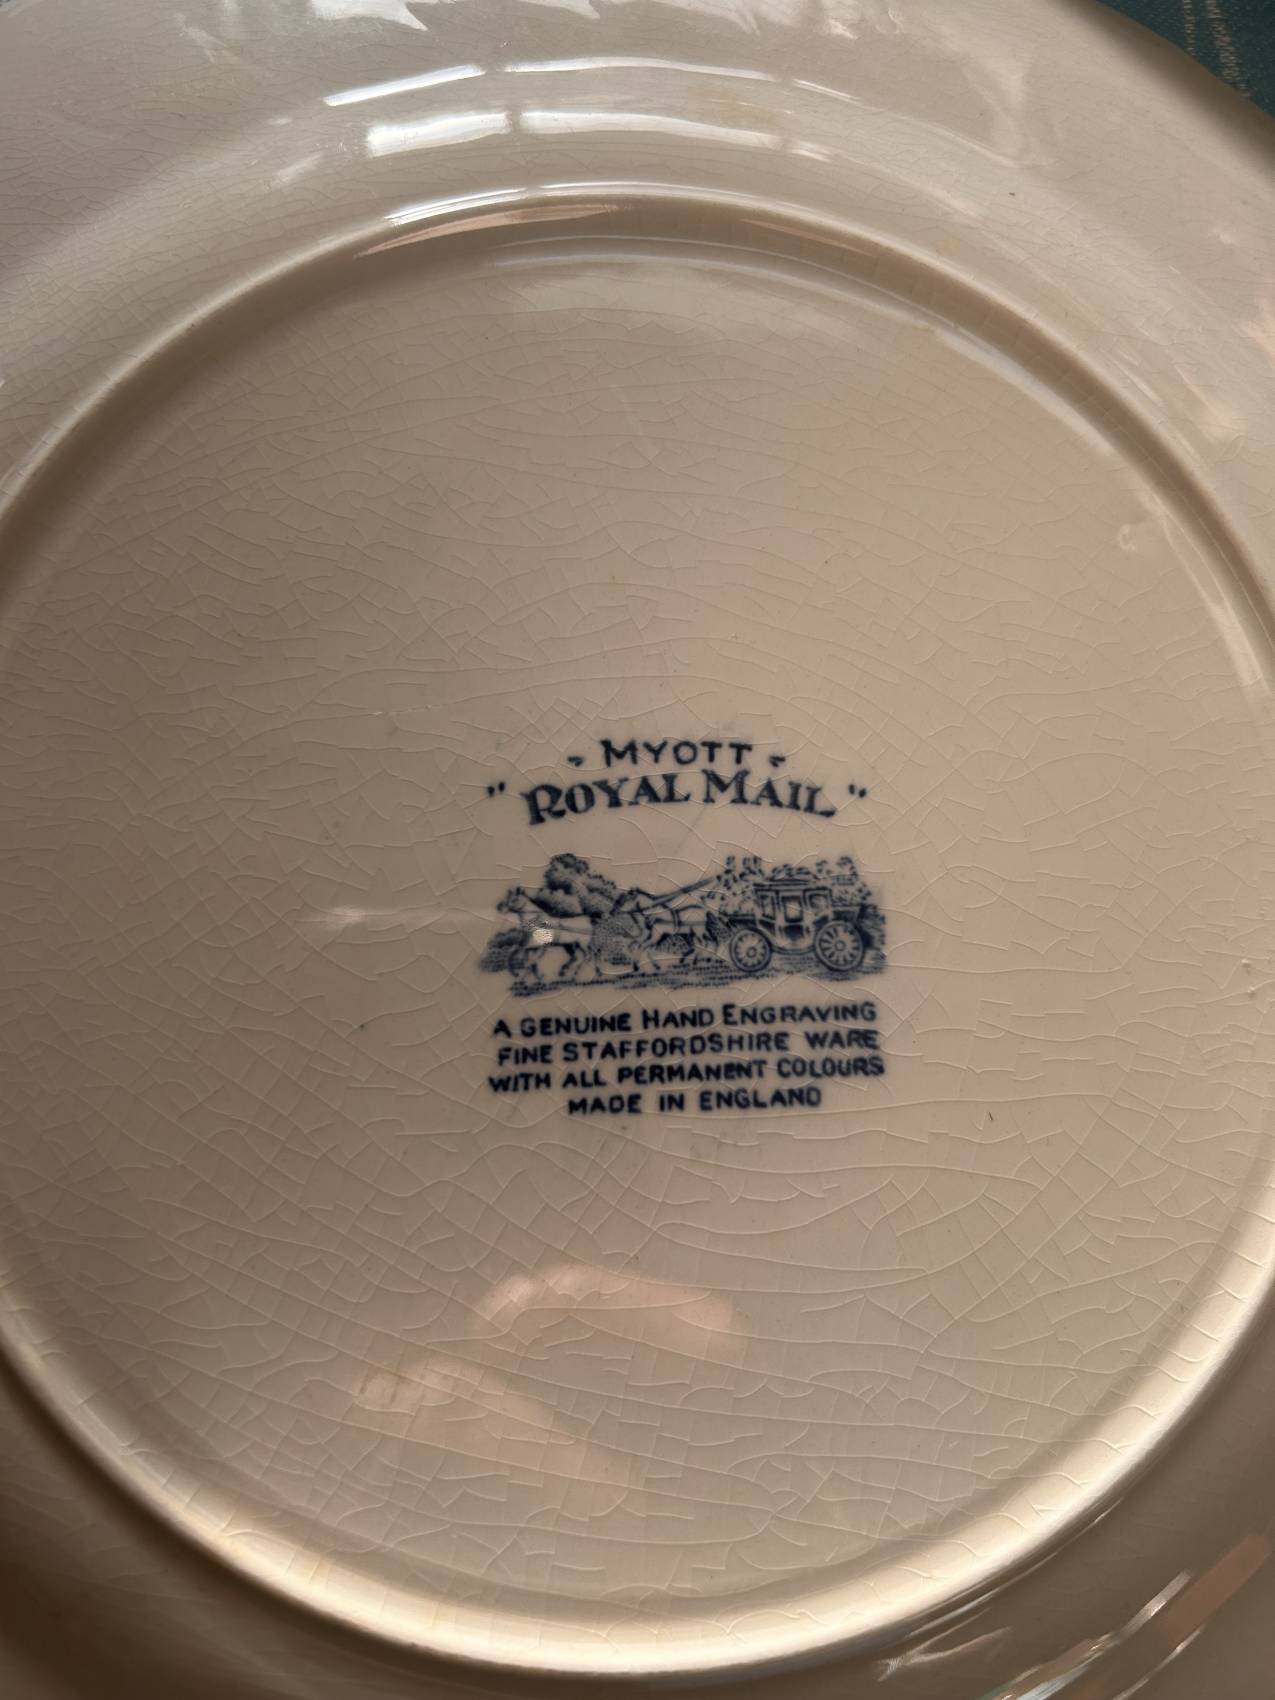 - MYOTT -
"ROYAL MAIL"
A GENUINE HAND ENGRAVING
FINE STAFFORDSHIRE WARE
WITH ALL PERMANENT COLOURS
MADE IN ENGLAND